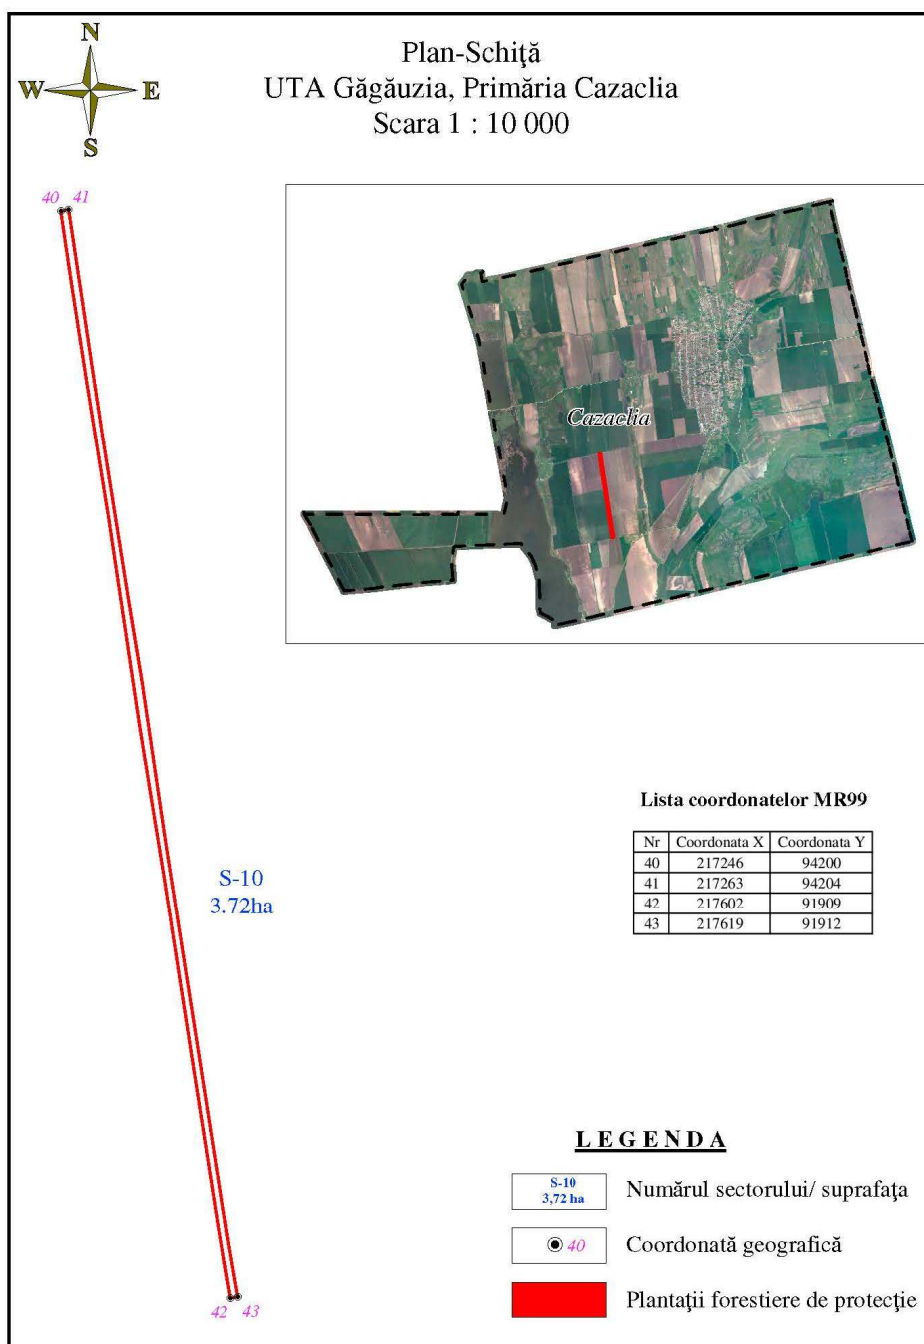 N
W E
S
Plan-Schiţă
UTA Găgăuzia, Primăria Cazaclia
Scara 1 : 10 000
40 41
Cazaclia
S-10
3.72ha
Lista coordonatelor MR99
Nr Coordonata X Coordonata Y
40 217246 94200
41 217263 94204
42 217602 91909
43 217619 91912
42 43
L E G E N D A
S-10
3,72 ha
Numărul sectorului/ suprafaţa
40 Coordonată geografică
Plantaţii forestiere de protecţie